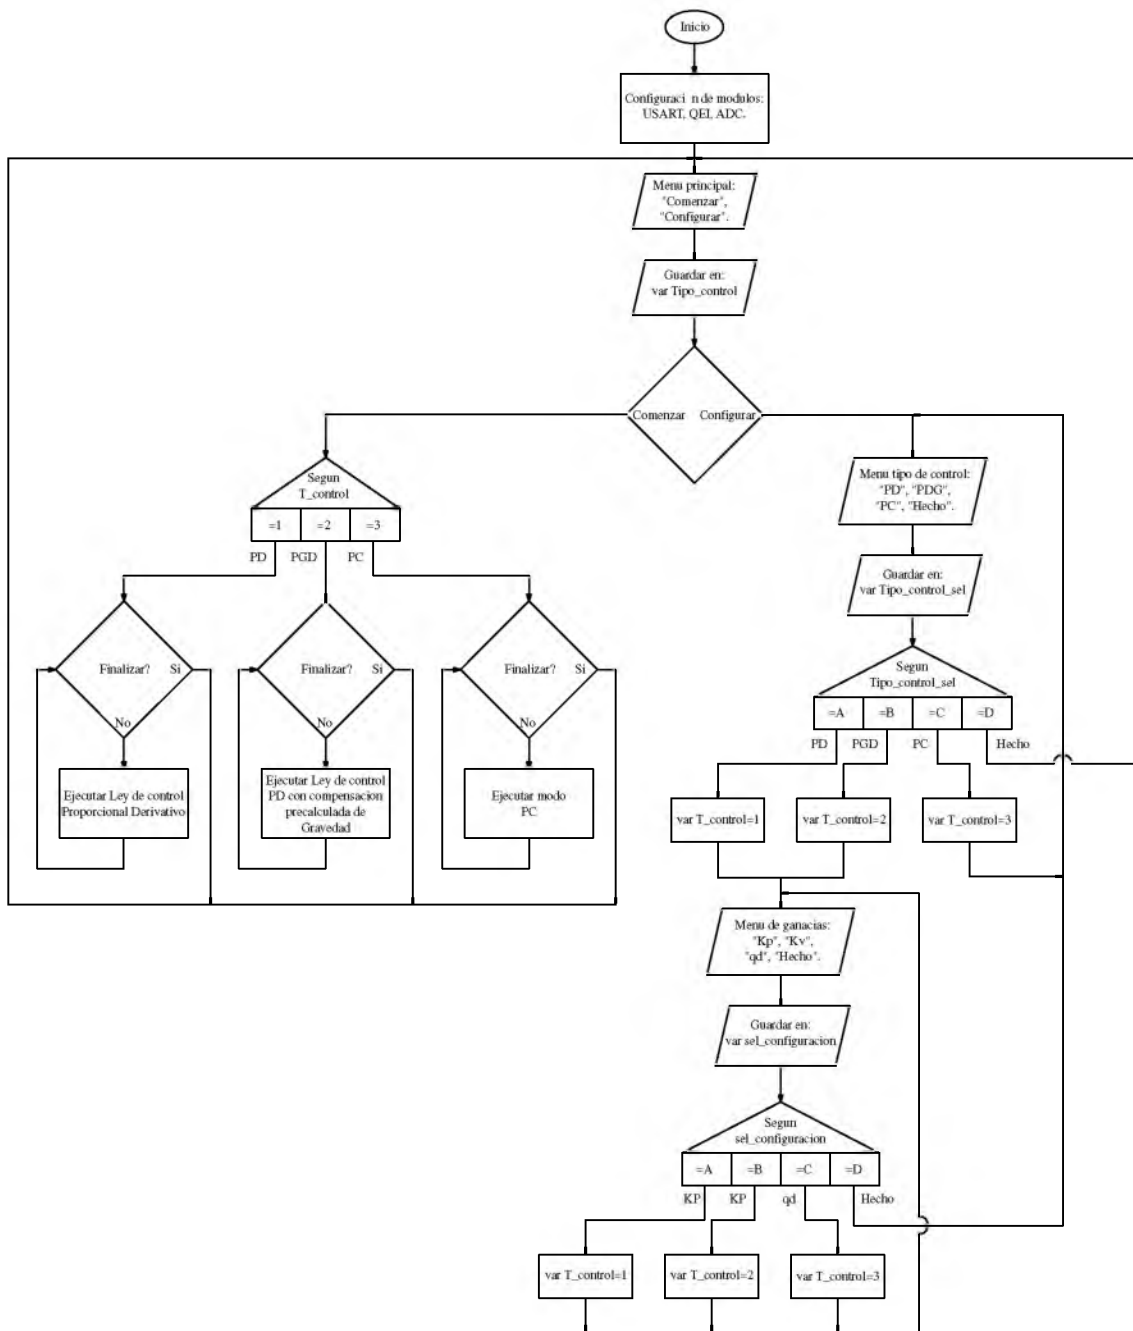 Inicio
Configuraci n de modulos:
USART, QEI, ADC.
Menu principal:
"Comenzar",
"Configurar".
Guardar en:
var Tipo_control
Comenzar Configurar
Segun
T_control
=1 =2 =3
PD PGD PC
Finalizar? Si
No
Finalizar? Si
No
Finalizar? Si
No
Ejecutar Ley de control
Proporcional Derivativo
Ejecutar Ley de control
PD con compensacion
precalculada de
Gravedad
Ejecutar modo
PC
Menu tipo de control:
"PD", "PDG",
"PC", "Hecho".
Guardar en:
var Tipo_control_sel
Segun
Tipo_control_sel
=A =B =C =D
PD PGD PC Hecho
var T_control=1
var T_control=2
var T_control=3
Menu de ganacias:
"Kp", "Kv",
"qd", "Hecho".
Guardar en:
var sel_configuracion
Segun
sel_configuracion
=A =B =C =D
KP KP qd Hecho
var T_control=1
var T_control=2
var T_control=3